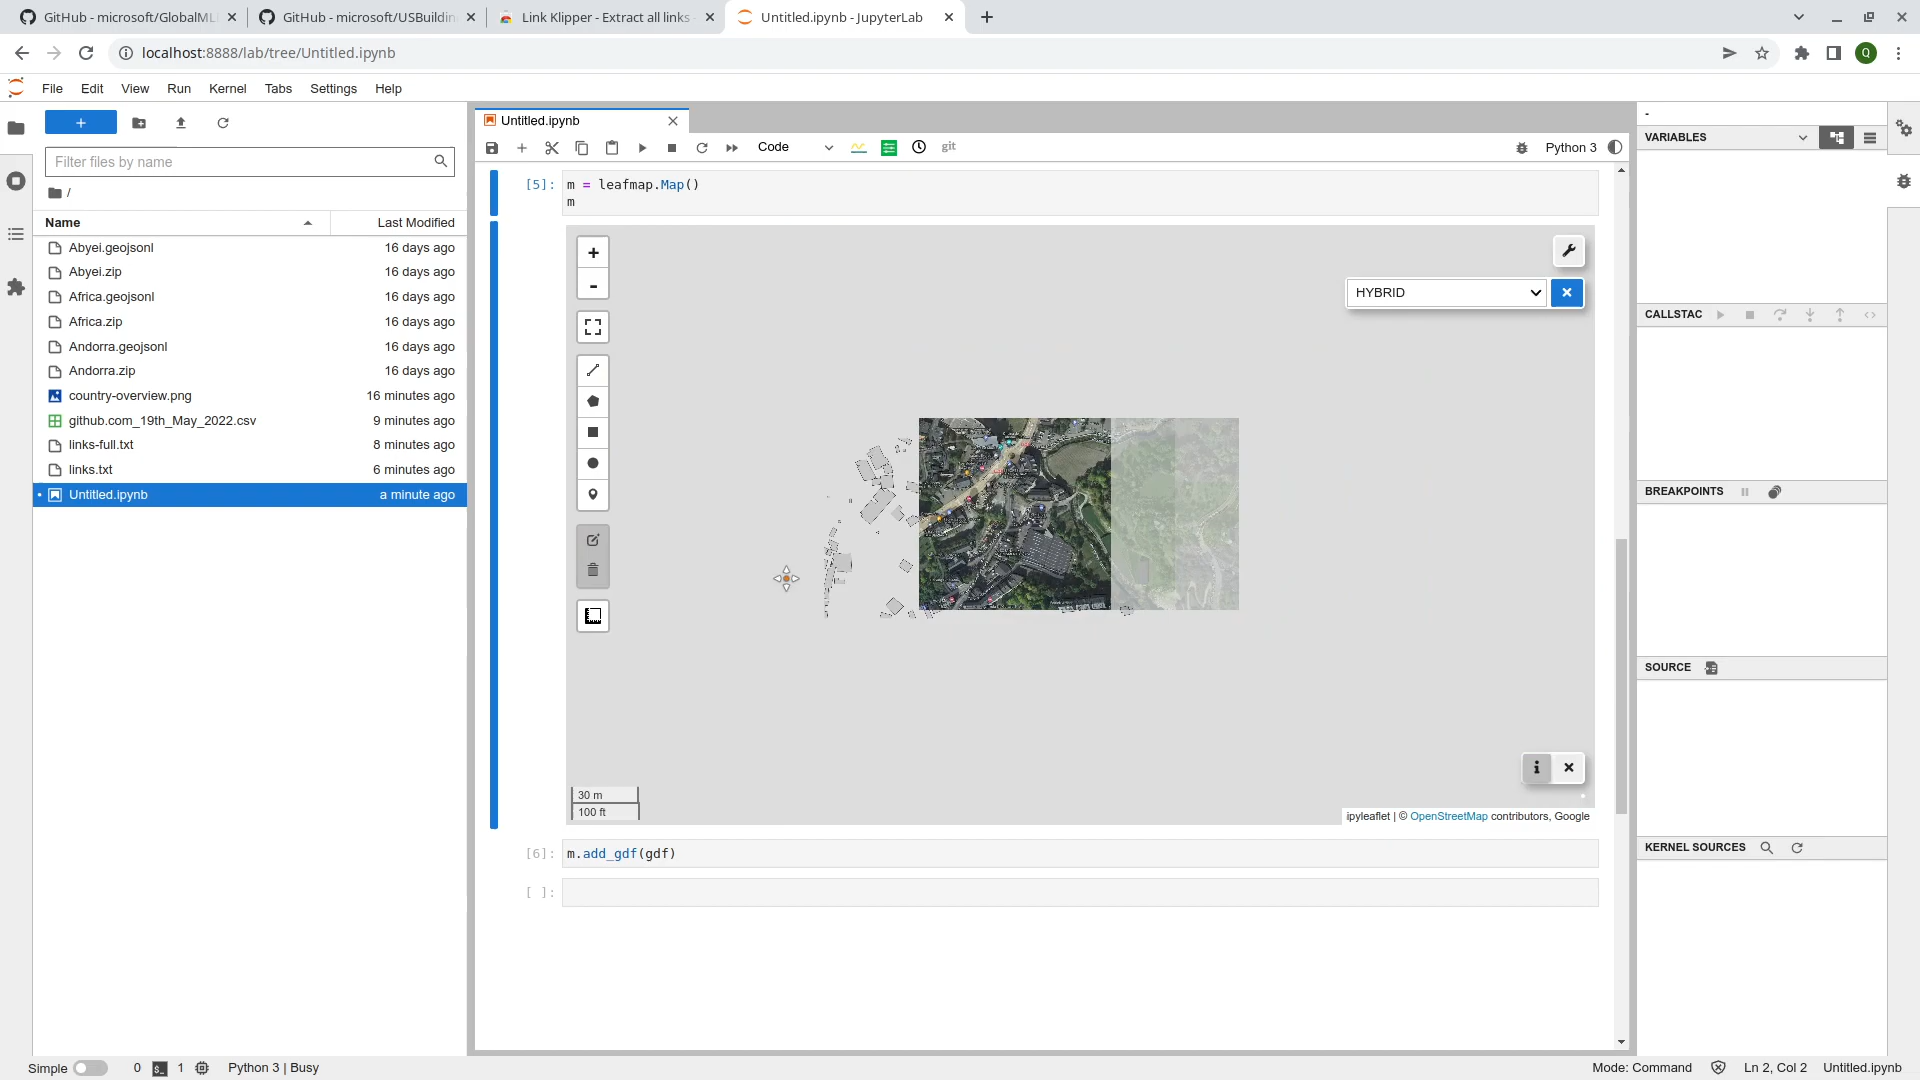 GitHub - microsoft/GlobalML
GitHub - microsoft/USBuildin
Link Klipper - Extract all links -
Untitled.ipynb - JupyterLab
localhost:8888/lab/tree/Untitled.ipynb
Q
File Edit View Run Kernel Tabs Settings Help
+
Filter files by name
/
Name Last Modified
Abyei.geojsonl 16 days ago
Abyei.zip 16 days ago
Africa.geojsonl 16 days ago
Africa.zip 16 days ago
Andorra.geojsonl 16 days ago
Andorra.zip 16 days ago
country-overview.png 16 minutes ago
github.com_19th_May_2022.csv 9 minutes ago
links-full.txt 8 minutes ago
links.txt 6 minutes ago
Untitled.ipynb a minute ago
Untitled.ipynb
Code git Python 3
[5]: m = leafmap.Map()
m
+
-
HYBRID
30 m
100 ft
ipyleaflet | © OpenStreetMap contributors, Google
[6]: m.add_gdf(gdf)
[ ]:
-
VARIABLES
CALLSTAC
BREAKPOINTS
SOURCE
KERNEL SOURCES
Simple 0 1 Python 3 | Busy Mode: Command Ln 2, Col 2 Untitled.ipynb